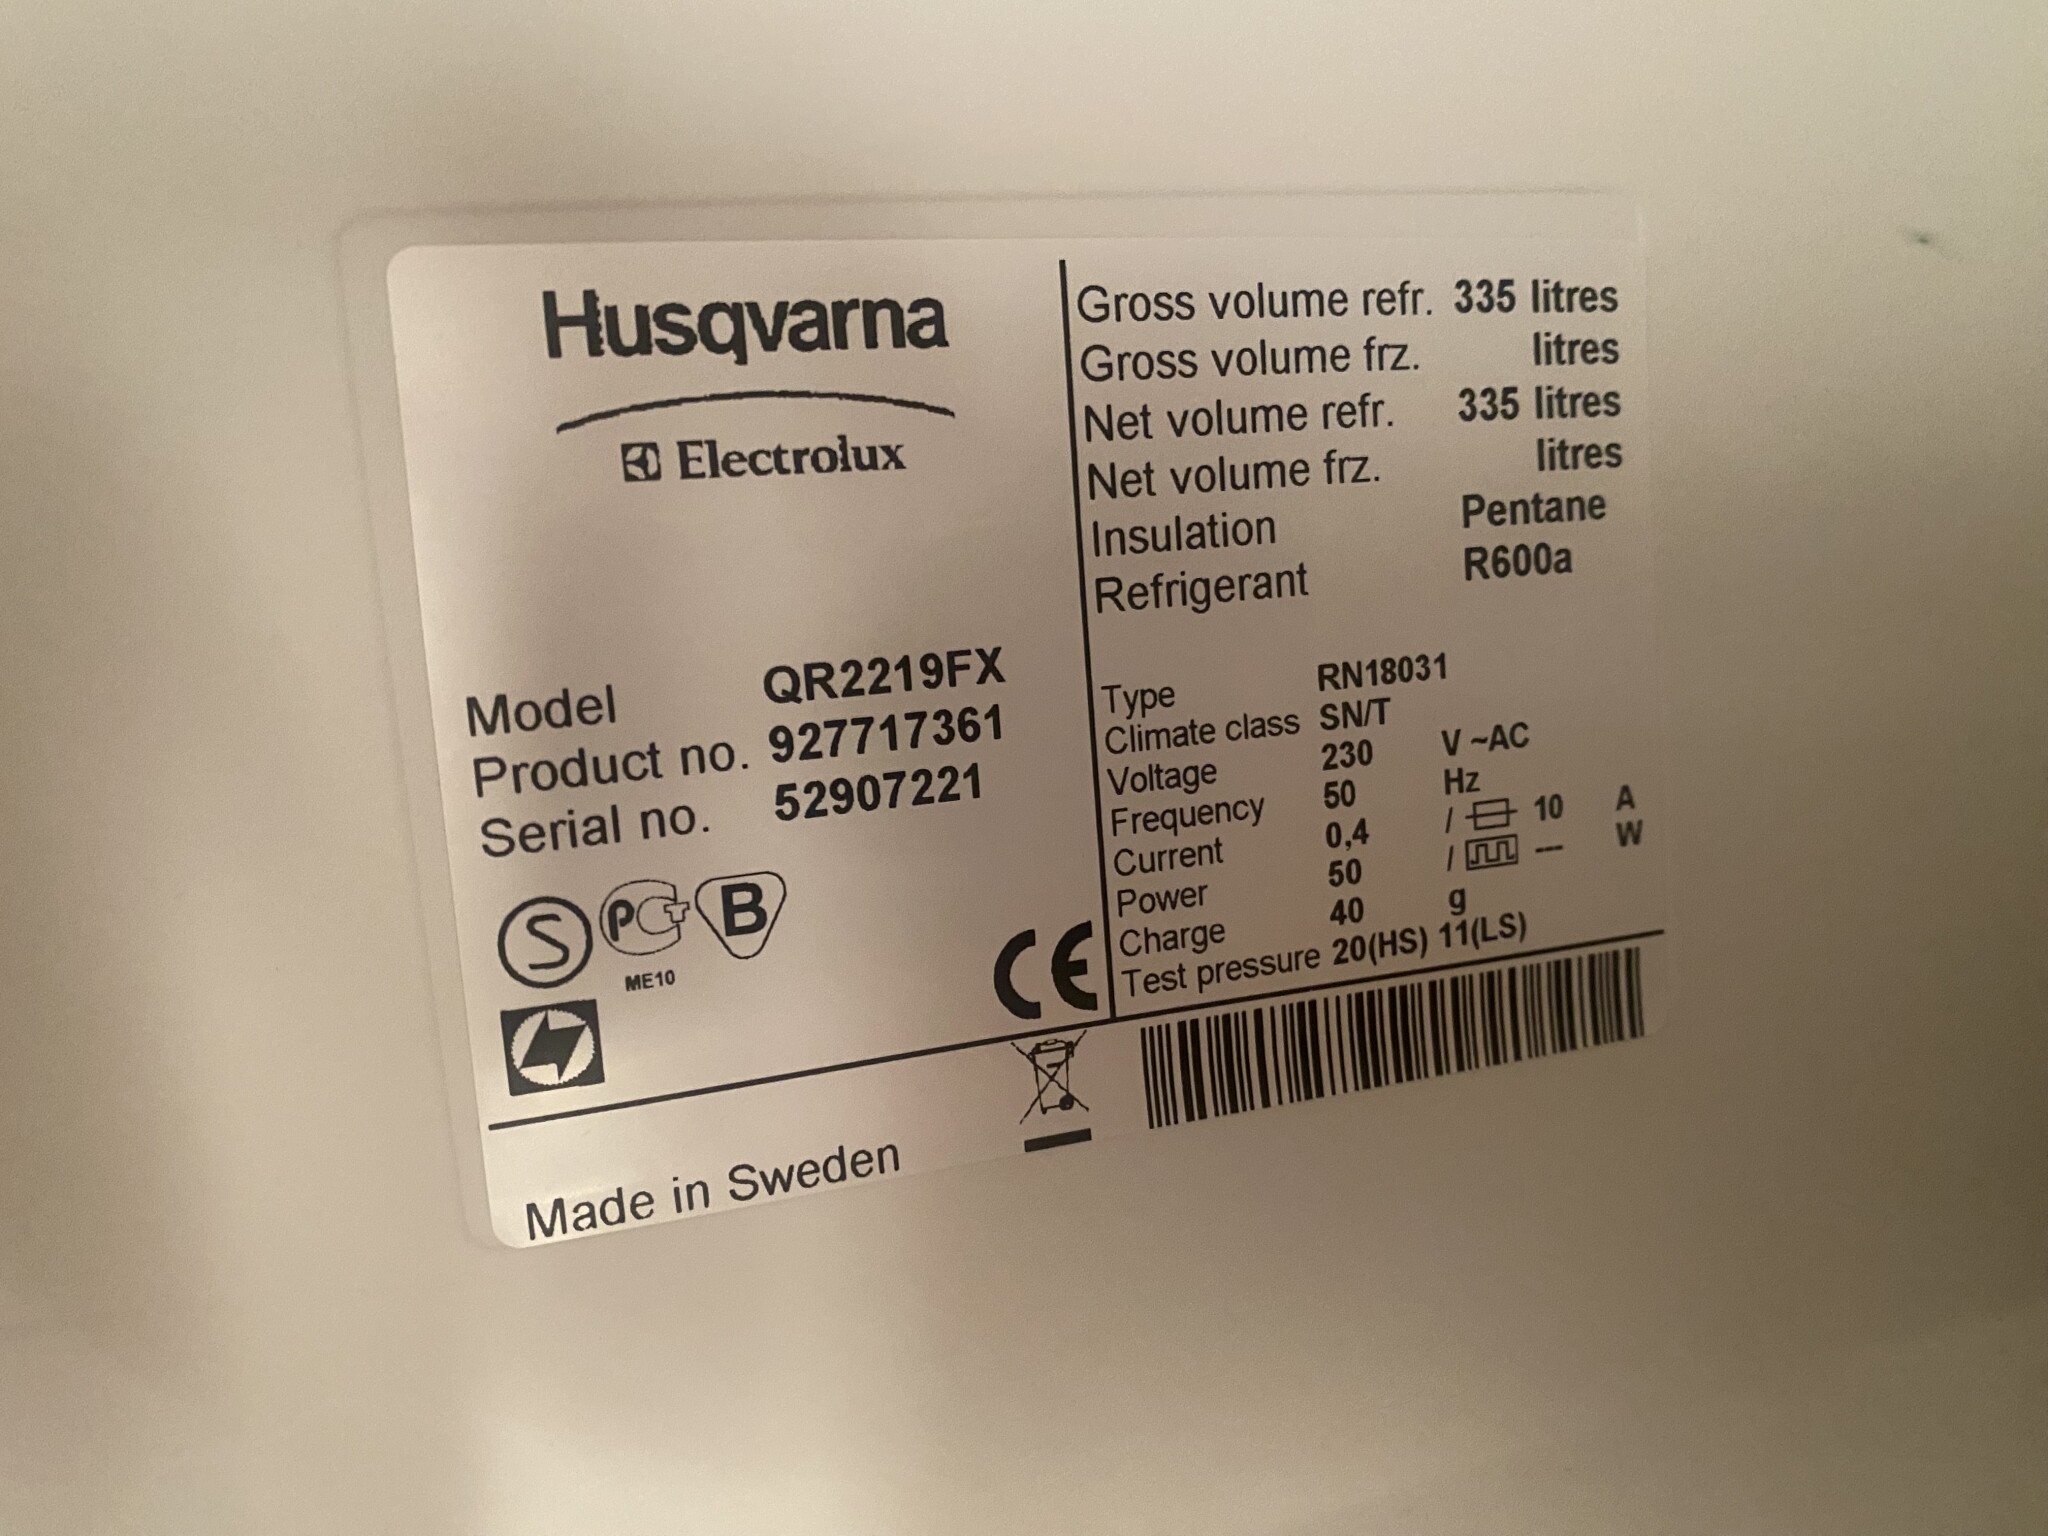 Husqvarna
Electrolux
Model QR2219FX
Product no. 927717361
Serial no. 52907221
S PCT B
ME10
CE
Made in Sweden
Gross volume refr. 335 litres
Gross volume frz. litres
Net volume refr. 335 litres
Net volume frz. litres
Insulation Pentane
Refrigerant R600a
Type RN18031
Climate class SN/T
Voltage 230 V ~AC
Frequency 50 Hz
Current 0,4 / 10 A
Power 50 / --- W
Charge 40 g
Test pressure 20(HS) 11(LS)